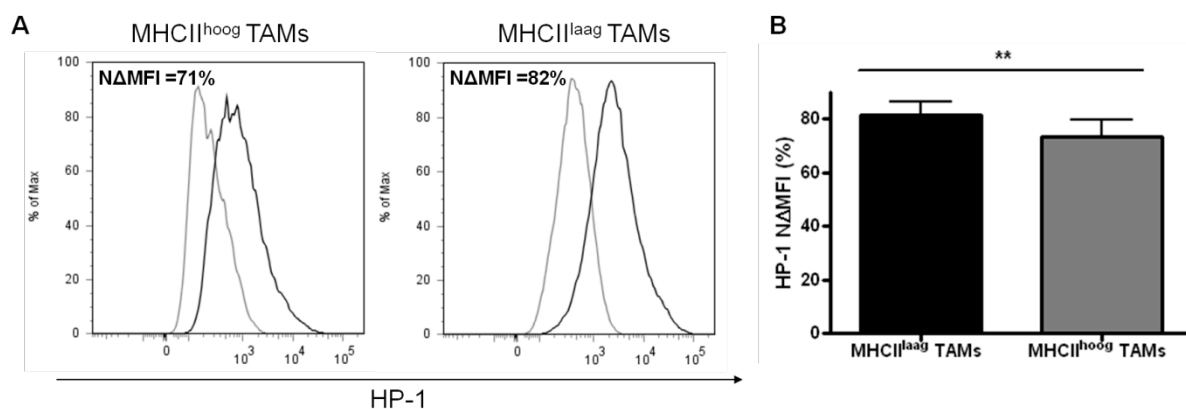 A
MHCIIʰᵒᵒᵍ TAMs
NΔMFI =71%
% of Max
100
80
60
40
20
0
0
10³
10⁴
10⁵
MHCIIˡᵃᵃᵍ TAMs
NΔMFI =82%
% of Max
100
80
60
40
20
0
0
10³
10⁴
10⁵
HP-1
B
**
HP-1 NΔMFI (%)
80
60
40
20
0
MHCIIˡᵃᵃᵍ TAMs
MHCIIʰᵒᵒᵍ TAMs